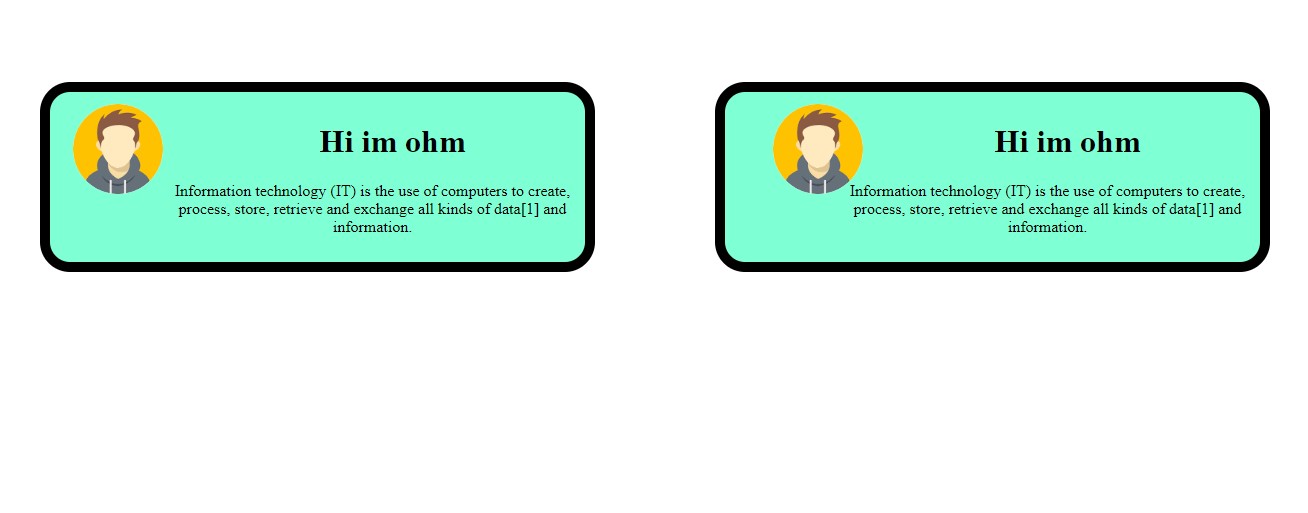 Hi im ohm
Information technology (IT) is the use of computers to create,
process, store, retrieve and exchange all kinds of data[1] and
information.
Hi im ohm
Information technology (IT) is the use of computers to create,
process, store, retrieve and exchange all kinds of data[1] and
information.